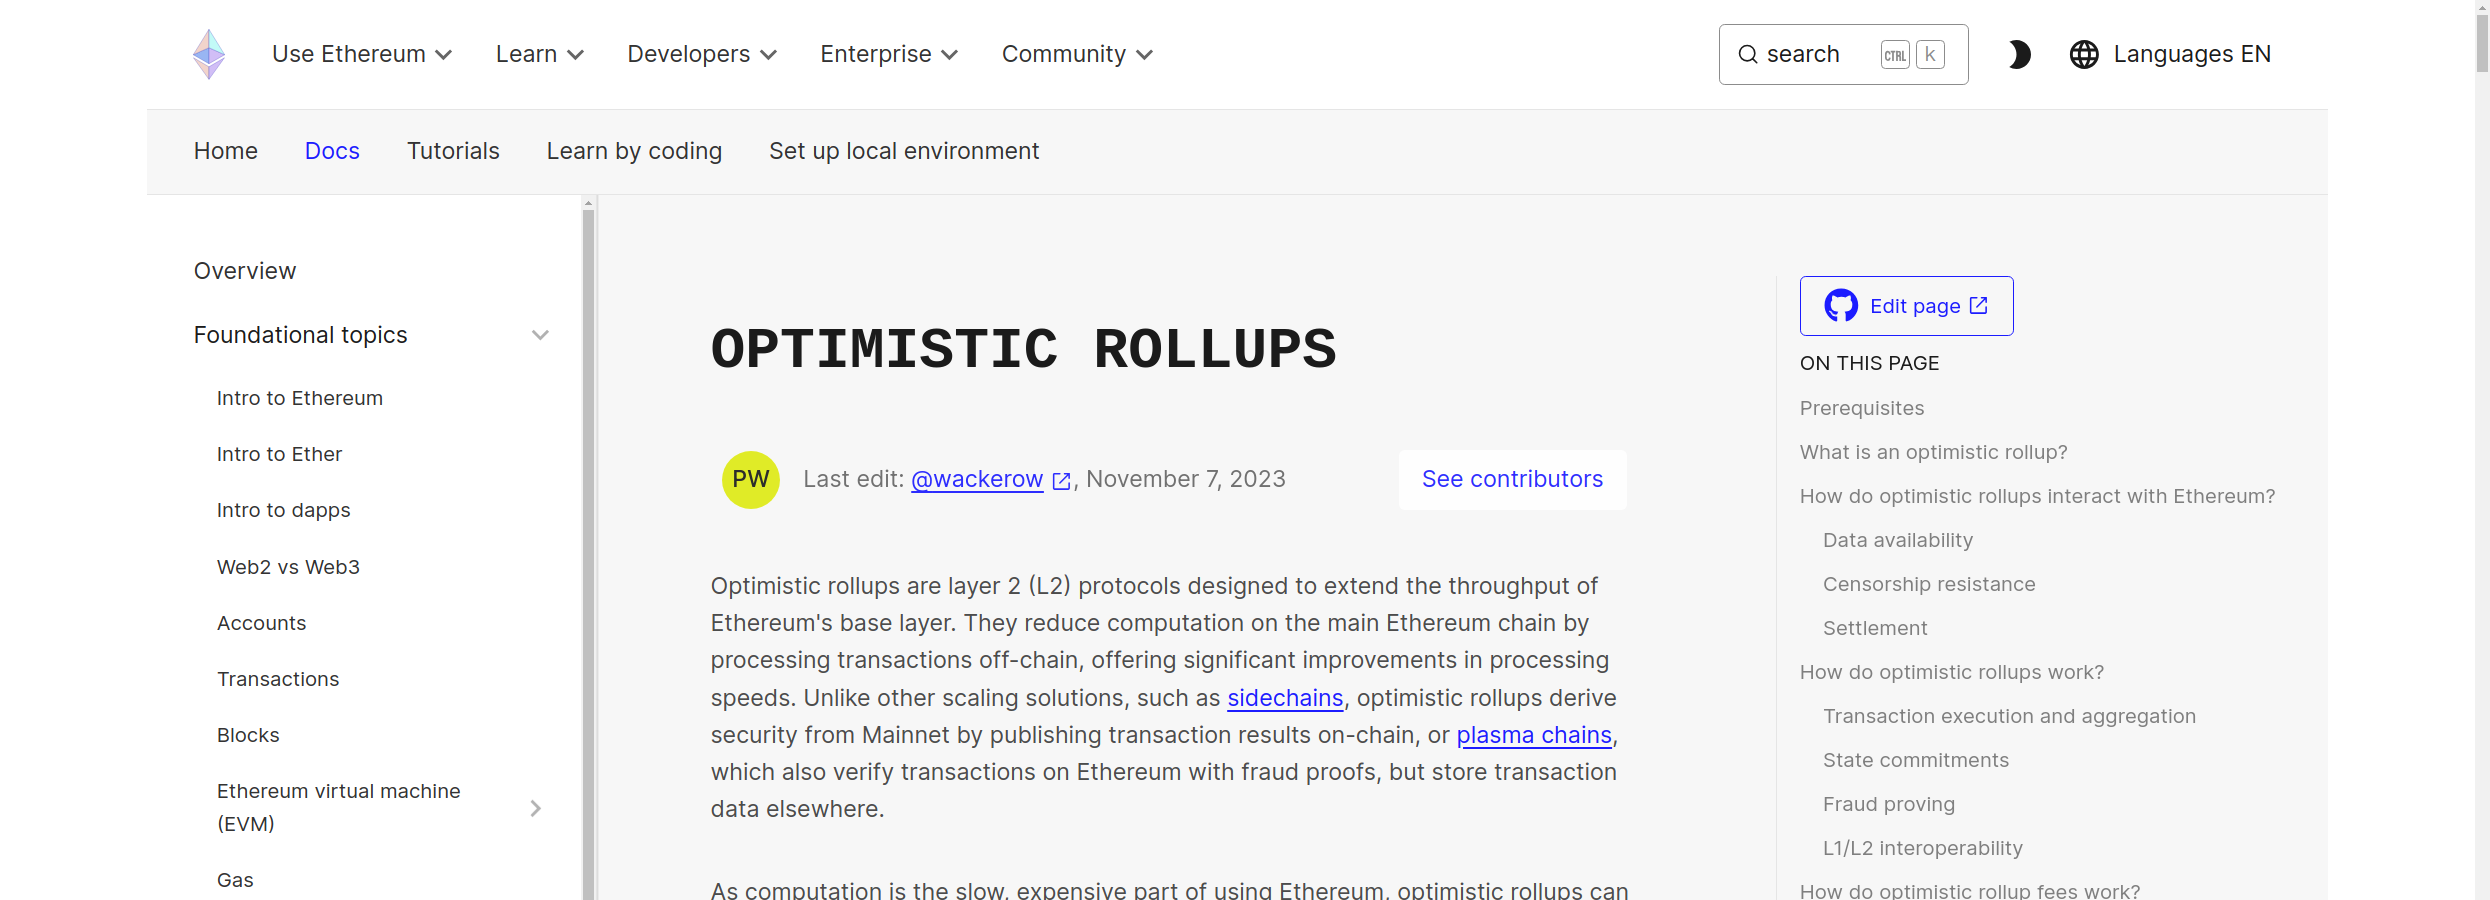 Use Ethereum Learn Developers Enterprise Community search CTRL k Languages EN
Home Docs Tutorials Learn by coding Set up local environment
Overview
Foundational topics
Intro to Ethereum
Intro to Ether
Intro to dapps
Web2 vs Web3
Accounts
Transactions
Blocks
Ethereum virtual machine
(EVM)
Gas
OPTIMISTIC ROLLUPS
PW Last edit: @wackerow, November 7, 2023 See contributors
Optimistic rollups are layer 2 (L2) protocols designed to extend the throughput of
Ethereum's base layer. They reduce computation on the main Ethereum chain by
processing transactions off-chain, offering significant improvements in processing
speeds. Unlike other scaling solutions, such as sidechains, optimistic rollups derive
security from Mainnet by publishing transaction results on-chain, or plasma chains,
which also verify transactions on Ethereum with fraud proofs, but store transaction
data elsewhere.
As computation is the slow, expensive part of using Ethereum, optimistic rollups can
Edit page
ON THIS PAGE
Prerequisites
What is an optimistic rollup?
How do optimistic rollups interact with Ethereum?
Data availability
Censorship resistance
Settlement
How do optimistic rollups work?
Transaction execution and aggregation
State commitments
Fraud proving
L1/L2 interoperability
How do optimistic rollup fees work?